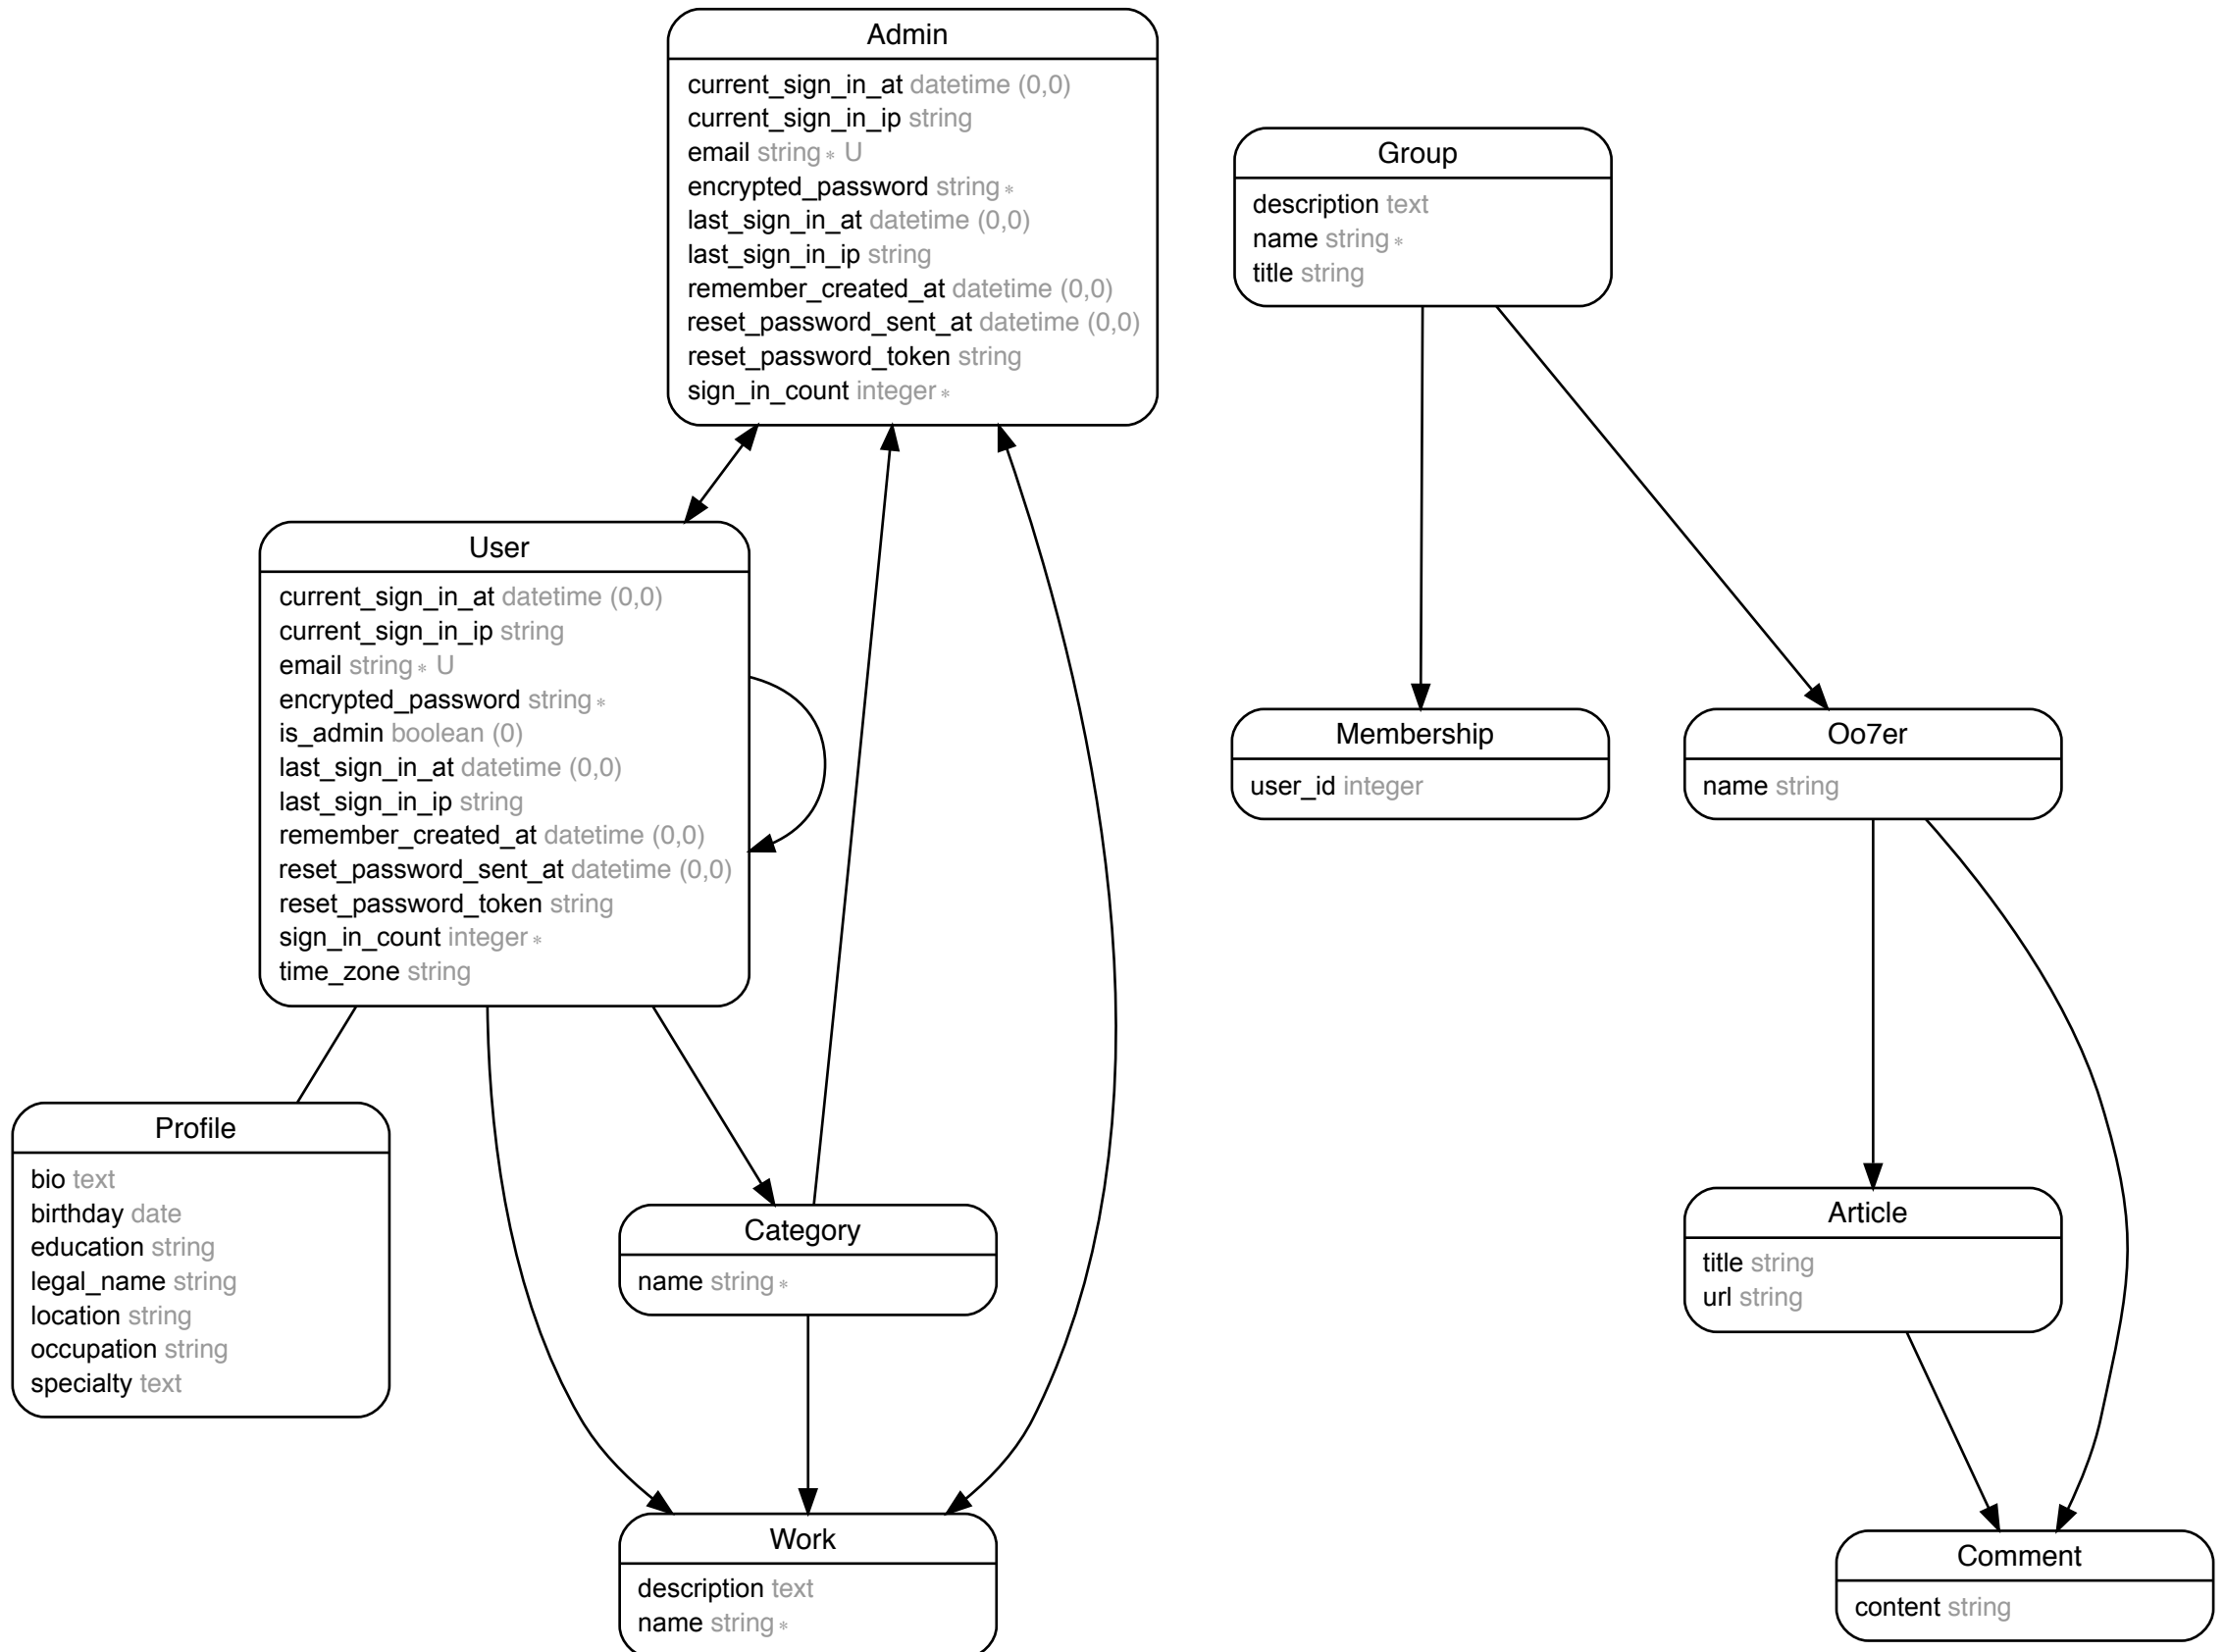 Admin
current_sign_in_at datetime (0,0)
current_sign_in_ip string
email string* U
encrypted_password string*
last_sign_in_at datetime (0,0)
last_sign_in_ip string
remember_created_at datetime (0,0)
reset_password_sent_at datetime (0,0)
reset_password_token string
sign_in_count integer*
Group
description text
name string*
title string
User
current_sign_in_at datetime (0,0)
current_sign_in_ip string
email string* U
encrypted_password string*
is_admin boolean (0)
last_sign_in_at datetime (0,0)
last_sign_in_ip string
remember_created_at datetime (0,0)
reset_password_sent_at datetime (0,0)
reset_password_token string
sign_in_count integer*
time_zone string
Membership
user_id integer
Oo7er
name string
Profile
bio text
birthday date
education string
legal_name string
location string
occupation string
specialty text
Category
name string*
Article
title string
url string
Work
description text
name string*
Comment
content string